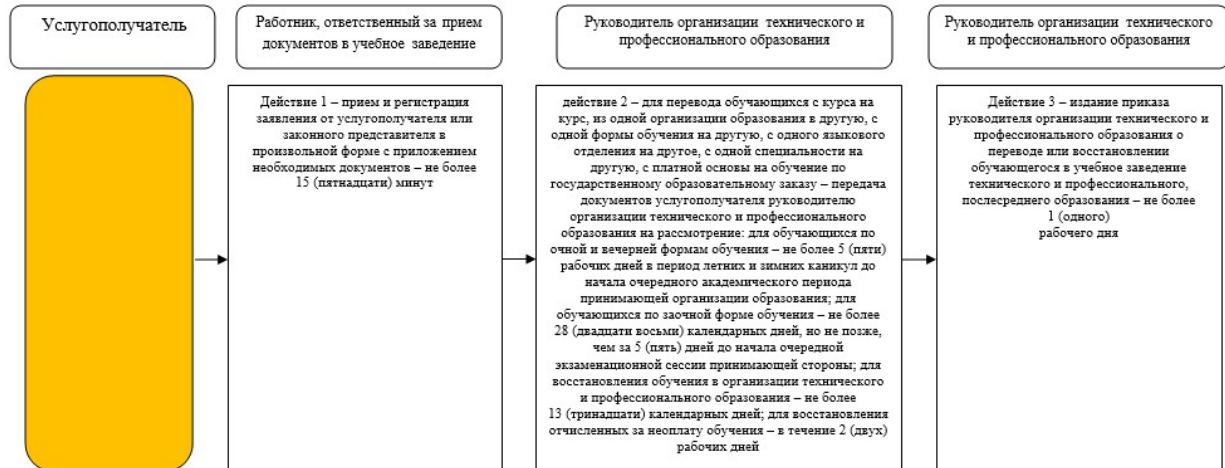 Услугополучатель
Работник, ответственный за прием
документов в учебное заведение
Руководитель организации технического и
профессионального образования
Руководитель организации технического
и профессионального образования
Действие 1 – прием и регистрация
заявления от услугополучателя или
законного представителя в
произвольной форме с приложением
необходимых документов – не более
15 (пятнадцати) минут
действие 2 – для перевода обучающихся с курса на
курс, из одной организации образования в другую, с
одной формы обучения на другую, с одного языкового
отделения на другое, с одной специальности на
другую, с платной основы на обучение по
государственному образовательному заказу – передача
документов услугополучателя руководителю
организации технического и профессионального
образования на рассмотрение: для обучающихся по
очной и вечерней формам обучения – не более 5 (пяти)
рабочих дней в период летних и зимних каникул до
начала очередного академического периода
принимающей организации образования; для
обучающихся по заочной форме обучения – не более
28 (двадцати восьми) календарных дней, но не позже,
чем за 5 (пять) дней до начала очередной
экзаменационной сессии принимающей стороны; для
восстановления обучения в организации технического
и профессионального образования – не более
13 (тринадцати) календарных дней; для восстановления
отчисленных за неоплату обучения – в течение 2 (двух)
рабочих дней
Действие 3 – издание приказа
руководителя организации технического и
профессионального образования о
переводе или восстановлении
обучающегося в учебное заведение
технического и профессионального,
послесреднего образования – не более
1 (одного)
рабочего дня